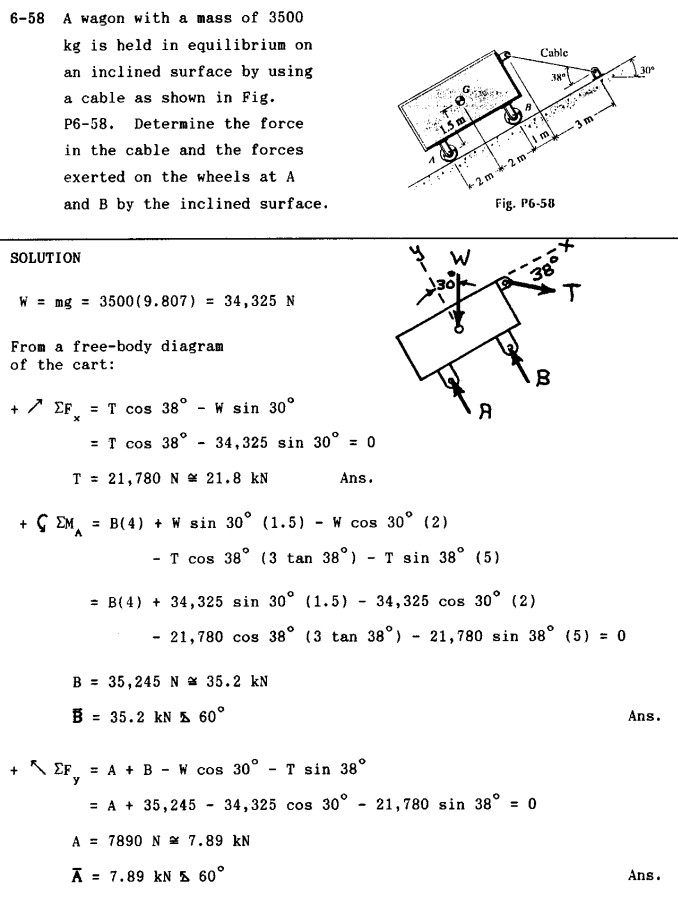 6-58 A wagon with a mass of 3500
kg is held in equilibrium on
an inclined surface by using
a cable as shown in Fig.
P6-58. Determine the force
in the cable and the forces
exerted on the wheels at A
and B by the inclined surface.
Cable
38°
30°
G
1.5 m
B
A
2 m
2 m
1 m
3 m
Fig. P6-58
SOLUTION
W = mg = 3500(9.807) = 34,325 N
From a free-body diagram
of the cart:
y
W
x
30°
38°
T
B
A
+ ↗ ΣF_x = T cos 38° - W sin 30°
= T cos 38° - 34,325 sin 30° = 0
T = 21,780 N ≅ 21.8 kN Ans.
+ ↺ ΣM_A = B(4) + W sin 30° (1.5) - W cos 30° (2)
- T cos 38° (3 tan 38°) - T sin 38° (5)
= B(4) + 34,325 sin 30° (1.5) - 34,325 cos 30° (2)
- 21,780 cos 38° (3 tan 38°) - 21,780 sin 38° (5) = 0
B = 35,245 N ≅ 35.2 kN
B̄ = 35.2 kN ⦣ 60° Ans.
+ ↖ ΣF_y = A + B - W cos 30° - T sin 38°
= A + 35,245 - 34,325 cos 30° - 21,780 sin 38° = 0
A = 7890 N ≅ 7.89 kN
Ā = 7.89 kN ⦣ 60° Ans.